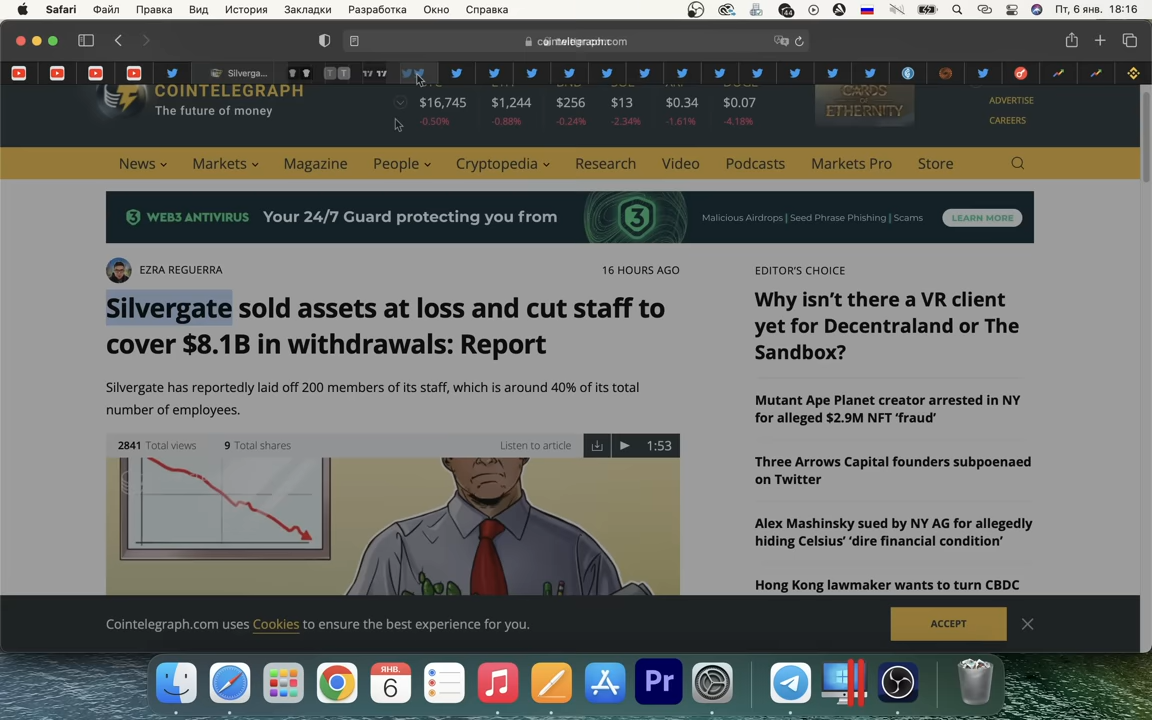 Safari Файл Правка Вид История Закладки Разработка Окно Справка
44
Пт, 6 янв. 18:16
Silverga...
T T
COINTELEGRAPH
The future of money
$16,745 $1,244 $256 $13 $0.34 $0.07
-0.50% -0.88% -0.24% -2.34% -1.61% -4.18%
CARDS OF
ETHERNITY
ADVERTISE
CAREERS
News Markets Magazine People Cryptopedia Research Video Podcasts Markets Pro Store
3 WEB3 ANTIVIRUS Your 24/7 Guard protecting you from 3 Malicious Airdrops | Seed Phrase Phishing | Scams LEARN MORE
EZRA REGUERRA 16 HOURS AGO
Silvergate sold assets at loss and cut staff to
cover $8.1B in withdrawals: Report
Silvergate has reportedly laid off 200 members of its staff, which is around 40% of its total
number of employees.
2841 Total views 9 Total shares Listen to article 1:53
EDITOR'S CHOICE
Why isn't there a VR client
yet for Decentraland or The
Sandbox?
Mutant Ape Planet creator arrested in NY
for alleged $2.9M NFT 'fraud'
Three Arrows Capital founders subpoenaed
on Twitter
Alex Mashinsky sued by NY AG for allegedly
hiding Celsius' 'dire financial condition'
Hong Kong lawmaker wants to turn CBDC
Cointelegraph.com uses Cookies to ensure the best experience for you.
ACCEPT
ЯНВ.
6
Pr